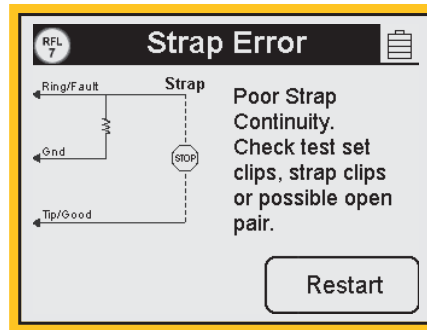 RFL
7
Strap Error
Ring/Fault
Strap
Gnd
STOP
Tip/Good
Poor Strap
Continuity.
Check test set
clips, strap clips
or possible open
pair.
Restart